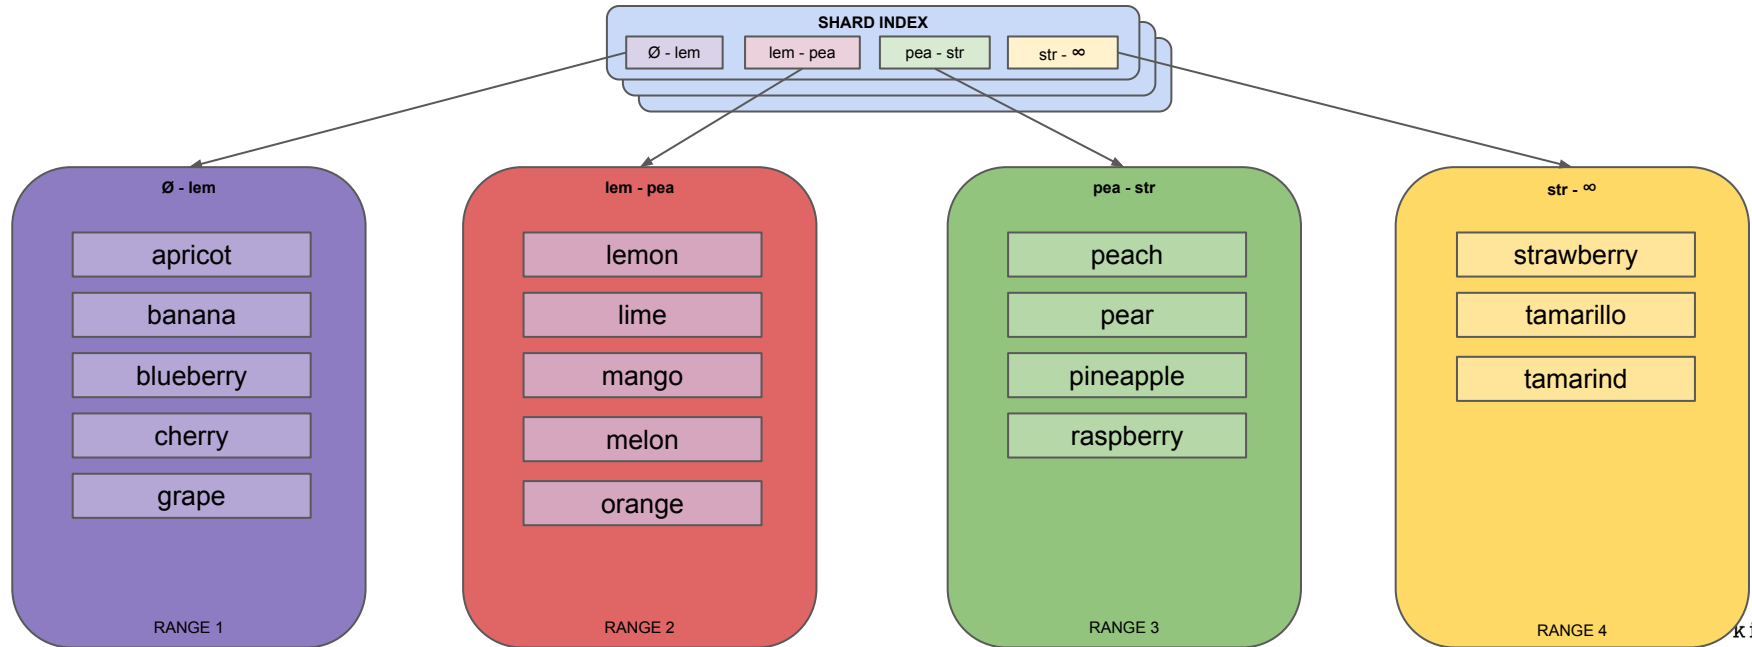 SHARD INDEX
Ø - lem
lem - pea
pea - str
str - ∞
Ø - lem
apricot
banana
blueberry
cherry
grape
RANGE 1
lem - pea
lemon
lime
mango
melon
orange
RANGE 2
pea - str
peach
pear
pineapple
raspberry
RANGE 3
str - ∞
strawberry
tamarillo
tamarind
RANGE 4